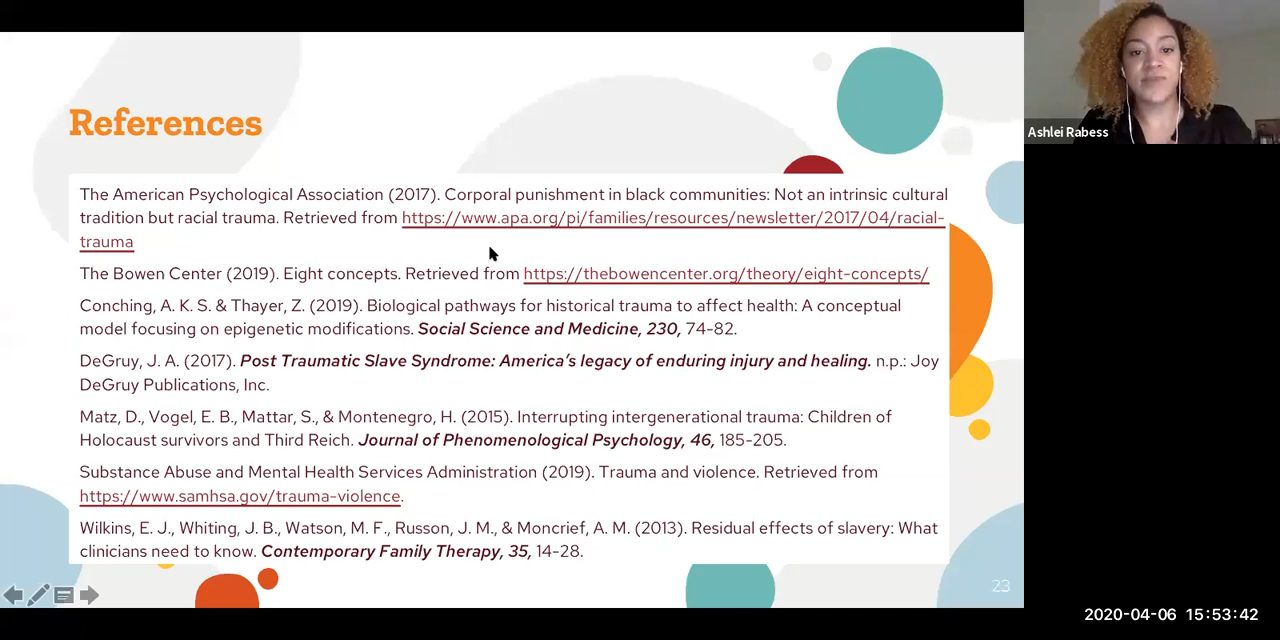 References
The American Psychological Association (2017). Corporal punishment in black communities: Not an intrinsic cultural
tradition but racial trauma. Retrieved from https://www.apa.org/pi/families/resources/newsletter/2017/04/racial-
trauma
The Bowen Center (2019). Eight concepts. Retrieved from https://thebowencenter.org/theory/eight-concepts/
Conching, A. K. S. & Thayer, Z. (2019). Biological pathways for historical trauma to affect health: A conceptual
model focusing on epigenetic modifications. Social Science and Medicine, 230, 74-82.
DeGruy, J. A. (2017). Post Traumatic Slave Syndrome: America's legacy of enduring injury and healing. n.p.: Joy
DeGruy Publications, Inc.
Matz, D., Vogel, E. B., Mattar, S., & Montenegro, H. (2015). Interrupting intergenerational trauma: Children of
Holocaust survivors and Third Reich. Journal of Phenomenological Psychology, 46, 185-205.
Substance Abuse and Mental Health Services Administration (2019). Trauma and violence. Retrieved from
https://www.samhsa.gov/trauma-violence.
Wilkins, E. J., Whiting, J. B., Watson, M. F., Russon, J. M., & Moncrief, A. M. (2013). Residual effects of slavery: What
clinicians need to know. Contemporary Family Therapy, 35, 14-28.
23
Ashlei Rabess
2020-04-06 15:53:42